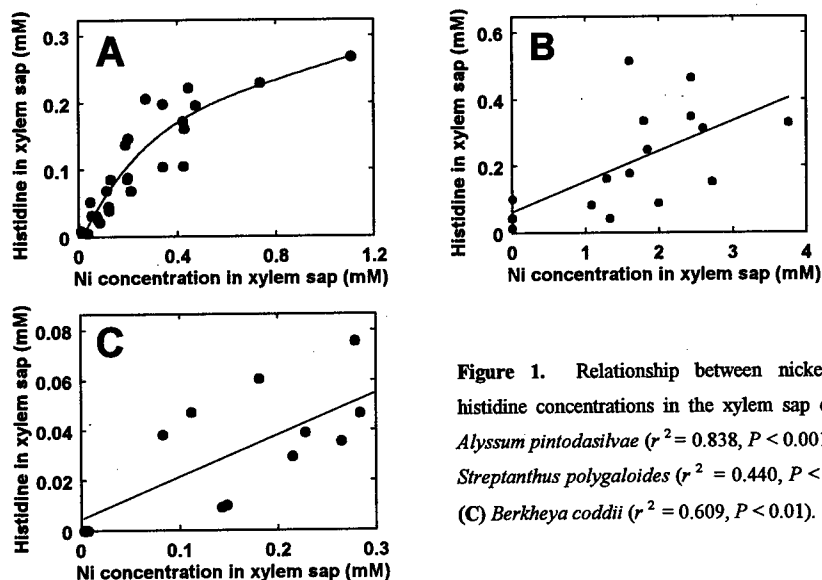 A
Histidine in xylem sap (mM)
0.3
0.2
0.1
0
0 0.4 0.8 1.2
Ni concentration in xylem sap (mM)
B
Histidine in xylem sap (mM)
0.6
0.4
0.2
0
0 1 2 3 4
Ni concentration in xylem sap (mM)
C
Histidine in xylem sap (mM)
0.08
0.06
0.04
0.02
0
0 0.1 0.2 0.3
Ni concentration in xylem sap (mM)
Figure 1. Relationship between nicke
histidine concentrations in the xylem sap
Alyssum pintodasilvae (r² = 0.838, P < 0.00
Streptanthus polygaloides (r² = 0.440, P <
(C) Berkheya coddii (r² = 0.609, P < 0.01).